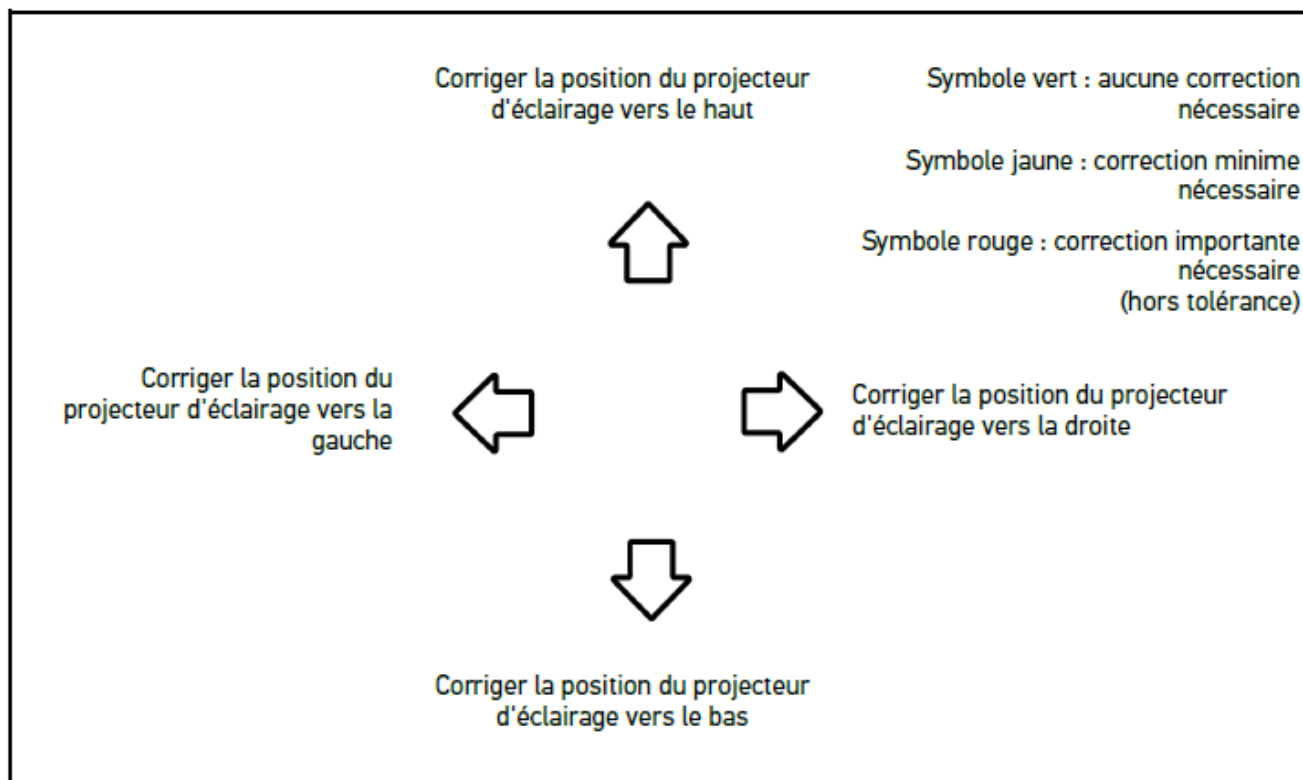 Corriger la position du projecteur
d'éclairage vers le haut
Symbole vert : aucune correction
nécessaire
Symbole jaune : correction minime
nécessaire
Symbole rouge : correction importante
nécessaire
(hors tolérance)
Corriger la position du
projecteur d'éclairage vers la
gauche
Corriger la position du projecteur
d'éclairage vers la droite
Corriger la position du projecteur
d'éclairage vers le bas